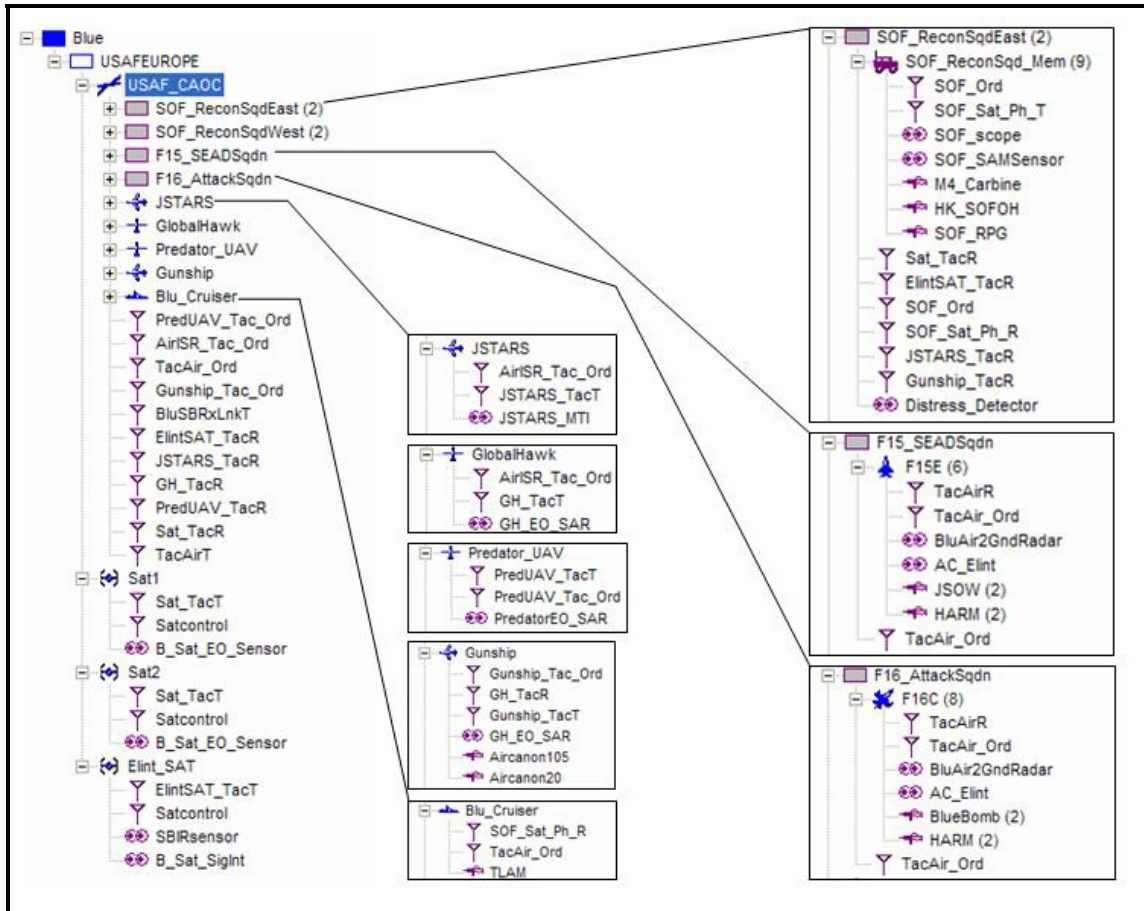 Blue
USAFEUROPE
USAF_CAOC
SOF_ReconSqdEast (2)
SOF_ReconSqdWest (2)
F15_SEADSqdn
F16_AttackSqdn
JSTARS
GlobalHawk
Predator_UAV
Gunship
Blu_Cruiser
PredUAV_Tac_Ord
AirISR_Tac_Ord
TacAir_Ord
Gunship_Tac_Ord
BluSBRxLnkT
ElintSAT_TacR
JSTARS_TacR
GH_TacR
PredUAV_TacR
Sat_TacR
TacAirT
Sat1
Sat_TacT
Satcontrol
B_Sat_EO_Sensor
Sat2
Sat_TacT
Satcontrol
B_Sat_EO_Sensor
Elint_SAT
ElintSAT_TacT
Satcontrol
SBIRsensor
B_Sat_SigInt
JSTARS
AirISR_Tac_Ord
JSTARS_TacT
JSTARS_MTI
GlobalHawk
AirISR_Tac_Ord
GH_TacT
GH_EO_SAR
Predator_UAV
PredUAV_TacT
PredUAV_Tac_Ord
PredatorEO_SAR
Gunship
Gunship_Tac_Ord
GH_TacR
Gunship_TacT
GH_EO_SAR
Aircanon105
Aircanon20
Blu_Cruiser
SOF_Sat_Ph_R
TacAir_Ord
TLAM
SOF_ReconSqdEast (2)
SOF_ReconSqd_Mem (9)
SOF_Ord
SOF_Sat_Ph_T
SOF_scope
SOF_SAMSensor
M4_Carbine
HK_SOFOH
SOF_RPG
Sat_TacR
ElintSAT_TacR
SOF_Ord
SOF_Sat_Ph_R
JSTARS_TacR
Gunship_TacR
Distress_Detector
F15_SEADSqdn
F15E (6)
TacAirR
TacAir_Ord
BluAir2GndRadar
AC_Elint
JSOW (2)
HARM (2)
TacAir_Ord
F16_AttackSqdn
F16C (8)
TacAirR
TacAir_Ord
BluAir2GndRadar
AC_Elint
BlueBomb (2)
HARM (2)
TacAir_Ord